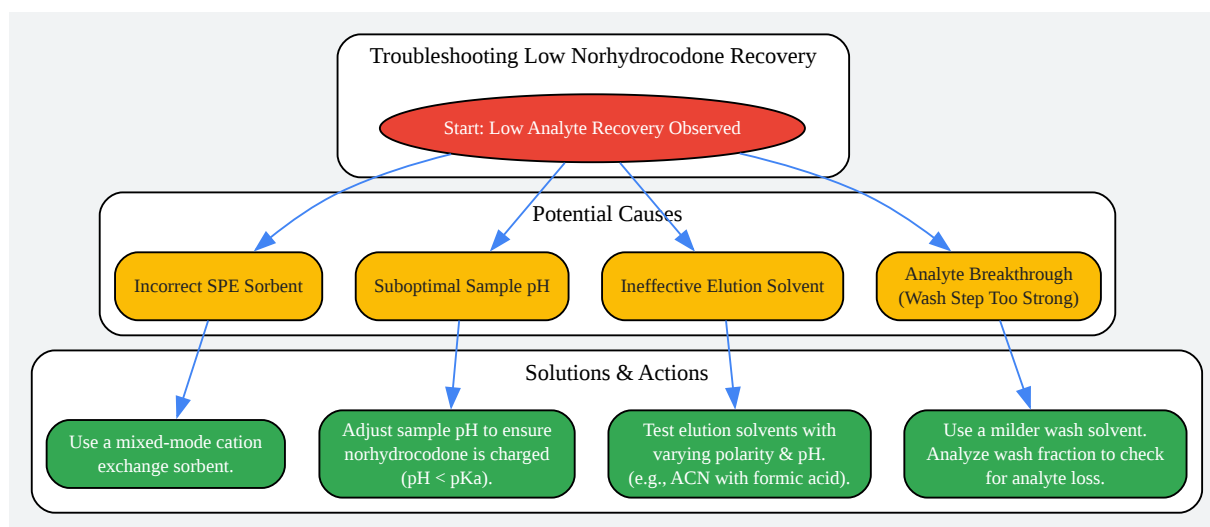 Troubleshooting Low Norhydrocodone Recovery
Start: Low Analyte Recovery Observed
Potential Causes
Incorrect SPE Sorbent
Suboptimal Sample pH
Ineffective Elution Solvent
Analyte Breakthrough
(Wash Step Too Strong)
Solutions & Actions
Use a mixed-mode cation
exchange sorbent.
Adjust sample pH to ensure
norhydrocodone is charged
(pH < pKa).
Test elution solvents with
varying polarity & pH.
(e.g., ACN with formic acid).
Use a milder wash solvent.
Analyze wash fraction to check
for analyte loss.